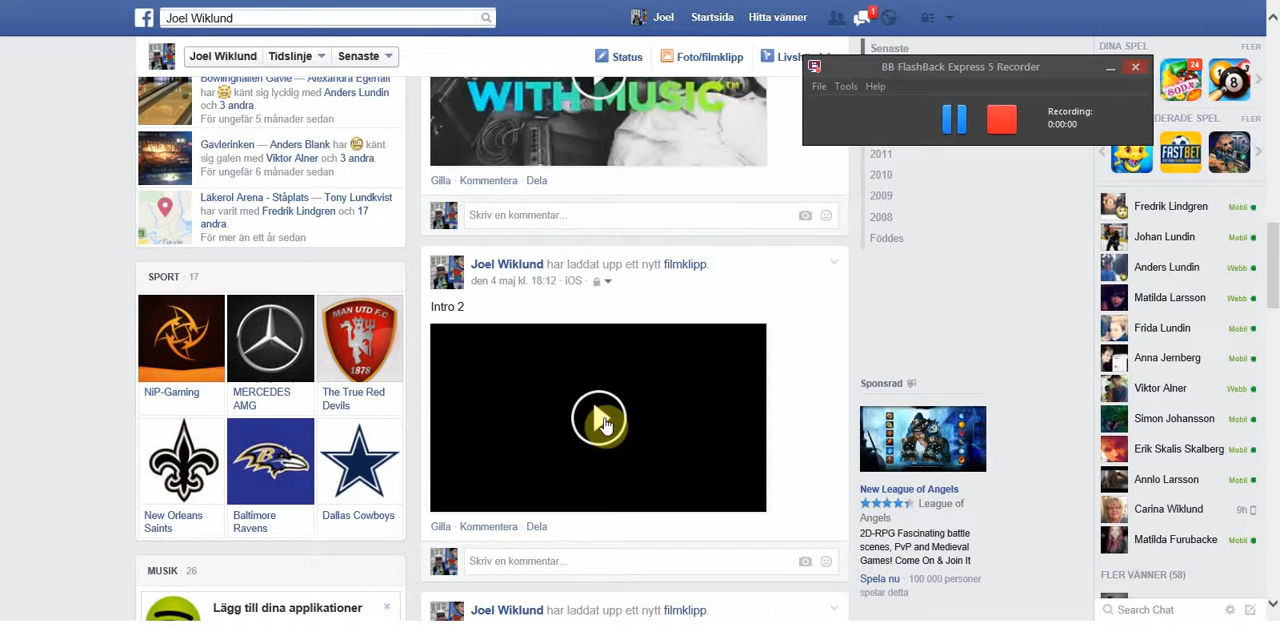 Joel Wiklund
Joel Startsida Hitta vänner
1
Joel Wiklund Tidslinje Senaste
Status Foto/filmklipp
BB FlashBack Express 5 Recorder
File Tools Help
Recording:
0:00:00
Senaste
2011
2010
2009
2008
Föddes
DINA SPEL FLER
24
SODA
8
FLER
FAST
BET
Bowlinghallen Gävle — Alexandra Egerfalt
har känt sig lycklig med
Anders Lundin och
3 andra.
För ungefär 5 månader sedan
Gavlerinken — Anders Blank har känt
sig galen med Viktor Alner och 3 andra.
För ungefär 6 månader sedan
Läkerol Arena - Ståplats — Tony Lundkvist
har varit med Fredrik Lindgren och 17
andra.
För mer än ett år sedan
SPORT · 17
MAN UTD F.C.
1878
NiP-Gaming
MERCEDES
AMG
The True Red
Devils
New Orleans
Saints
Baltimore
Ravens
Dallas Cowboys
MUSIK · 26
Lägg till dina applikationer
WITH MUSIC™
Gilla · Kommentera · Dela
Skriv en kommentar...
Joel Wiklund har laddat upp ett nytt filmklipp.
den 4 maj kl. 18:12 · iOS ·
Intro 2
Gilla · Kommentera · Dela
Skriv en kommentar...
Joel Wiklund har laddat upp ett nytt filmklipp.
Sponsrad
New League of Angels
League of
Angels
2D-RPG Fascinating battle
scenes, PvP and Medieval
Games! Come On & Join It
Spela nu · 100 000 personer
spelar detta
Fredrik Lindgren Mobil
Johan Lundin Mobil
Anders Lundin Webb
Matilda Larsson Webb
Frida Lundin Mobil
Anna Jernberg Mobil
Viktor Alner Webb
Simon Johansson Mobil
Erik Skalis Skalberg Mobil
Annlo Larsson Mobil
Carina Wiklund 9h
Matilda Furubacke Mobil
FLER VÄNNER (58)
Search Chat